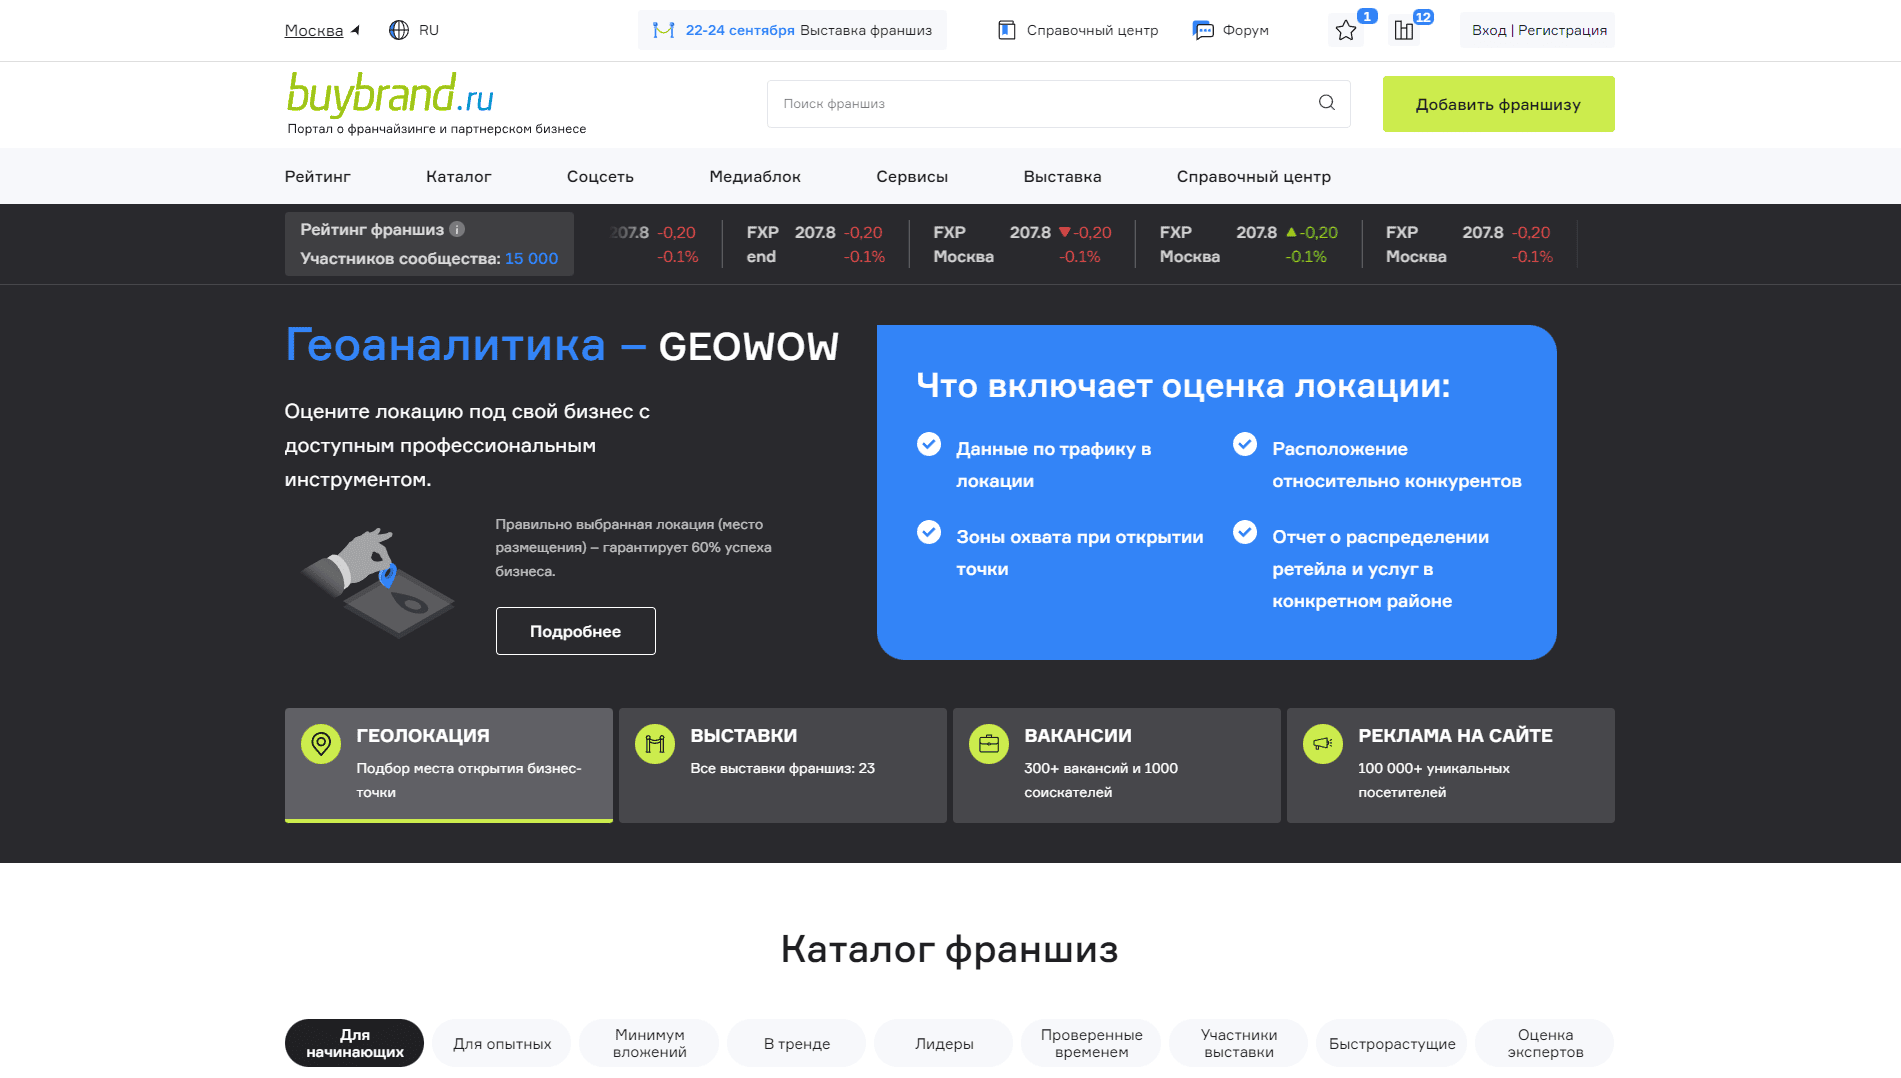 Москва
RU
22-24 сентября Выставка франшиз
Справочный центр
Форум
1
12
Вход | Регистрация
buybrand.ru
Портал о франчайзинге и партнерском бизнесе
Поиск франшиз
Добавить франшизу
Рейтинг
Каталог
Соцсеть
Медиаблок
Сервисы
Выставка
Справочный центр
Рейтинг франшиз i
Участников сообщества: 15 000
207.8 -0,20
-0.1%
FXP 207.8 -0,20
end -0.1%
FXP 207.8 -0,20
Москва -0.1%
FXP 207.8 -0,20
Москва -0.1%
FXP 207.8 -0,20
Москва -0.1%
Геоаналитика – GEOWOW
Оцените локацию под свой бизнес с
доступным профессиональным
инструментом.
Правильно выбранная локация (место
размещения) – гарантирует 60% успеха
бизнеса.
Подробнее
Что включает оценка локации:
Данные по трафику в
локации
Расположение
относительно конкурентов
Зоны охвата при открытии
точки
Отчет о распределении
ретейла и услуг в
конкретном районе
ГЕОЛОКАЦИЯ
Подбор места открытия бизнес-
точки
ВЫСТАВКИ
Все выставки франшиз: 23
ВАКАНСИИ
300+ вакансий и 1000
соискателей
РЕКЛАМА НА САЙТЕ
100 000+ уникальных
посетителей
Каталог франшиз
Для
начинающих
Для опытных
Минимум
вложений
В тренде
Лидеры
Проверенные
временем
Участники
выставки
Быстрорастущие
Оценка
экспертов